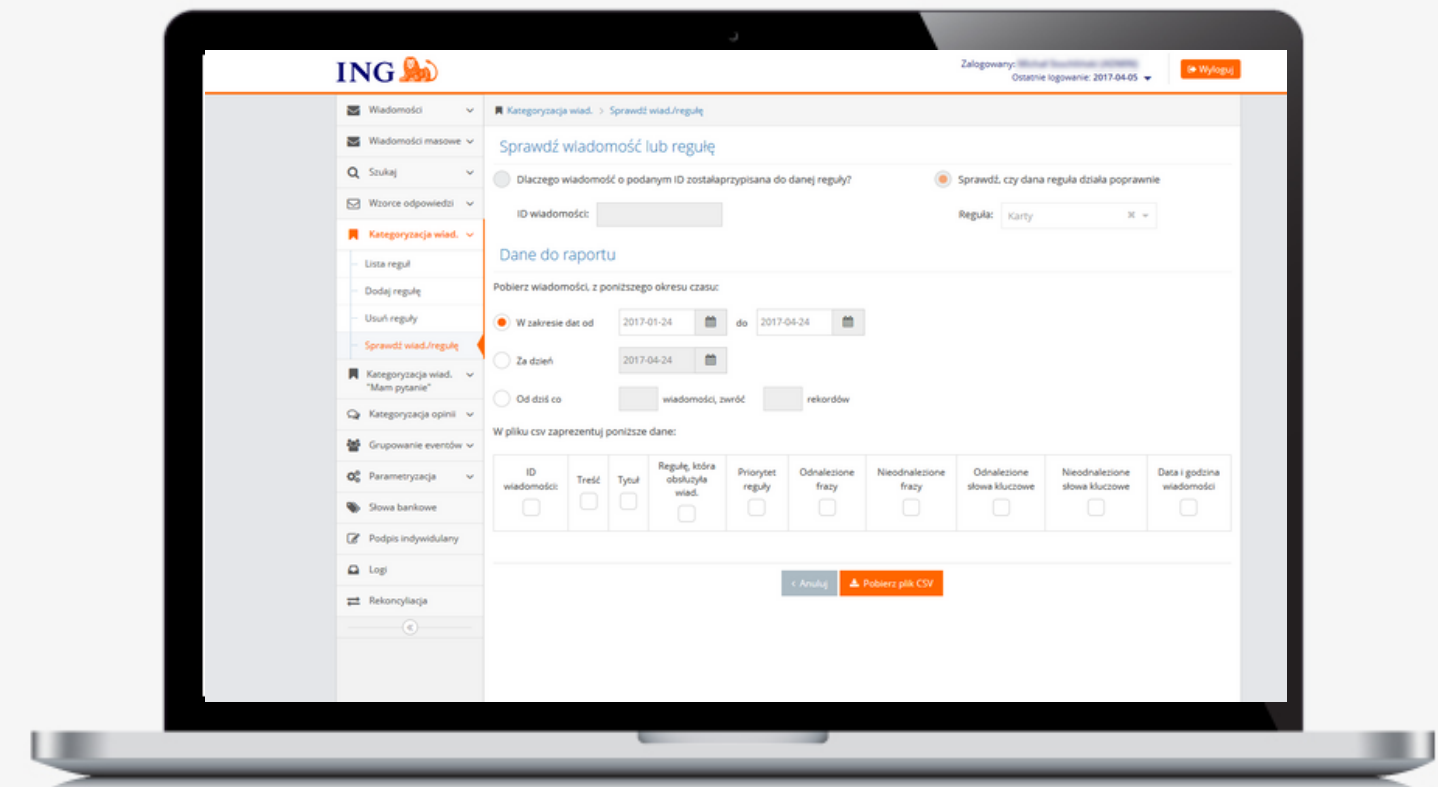 ING
Zalogowany:
Ostatnie logowanie: 2017-04-05
Wyloguj
Wiadomości
Wiadomości masowe
Szukaj
Wzorce odpowiedzi
Kategoryzacja wiad.
Lista reguł
Dodaj regułę
Usuń reguły
Sprawdź wiad./regułę
Kategoryzacja wiad.
"Mam pytanie"
Kategoryzacja opinii
Grupowanie eventów
Parametryzacja
Słowa bankowe
Podpis indywidulany
Logi
Rekoncyliacja
Kategoryzacja wiad. > Sprawdź wiad./regułę
Sprawdź wiadomość lub regułę
Dlaczego wiadomość o podanym ID zostałaprzypisana do danej reguły?
Sprawdź, czy dana reguła działa poprawnie
ID wiadomości:
Reguła: Karty
Dane do raportu
Pobierz wiadomości, z poniższego okresu czasu:
W zakresie dat od 2017-01-24 do 2017-04-24
Za dzień 2017-04-24
Od dziś co wiadomości, zwróć rekordów
W pliku csv zaprezentuj poniższe dane:
ID
wiadomości:
Treść
Tytuł
Regułę, która
obsłużyła
wiad.
Priorytet
reguły
Odnalezione
frazy
Nieodnalezione
frazy
Odnalezione
słowa kluczowe
Nieodnalezione
słowa kluczowe
Data i godzina
wiadomości
< Anuluj
Pobierz plik CSV